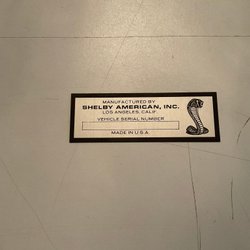 MANUFACTURED BY
SHELBY AMERICAN, INC.
LOS ANGELES, CALIF.
VEHICLE SERIAL NUMBER
MADE IN U.S.A.